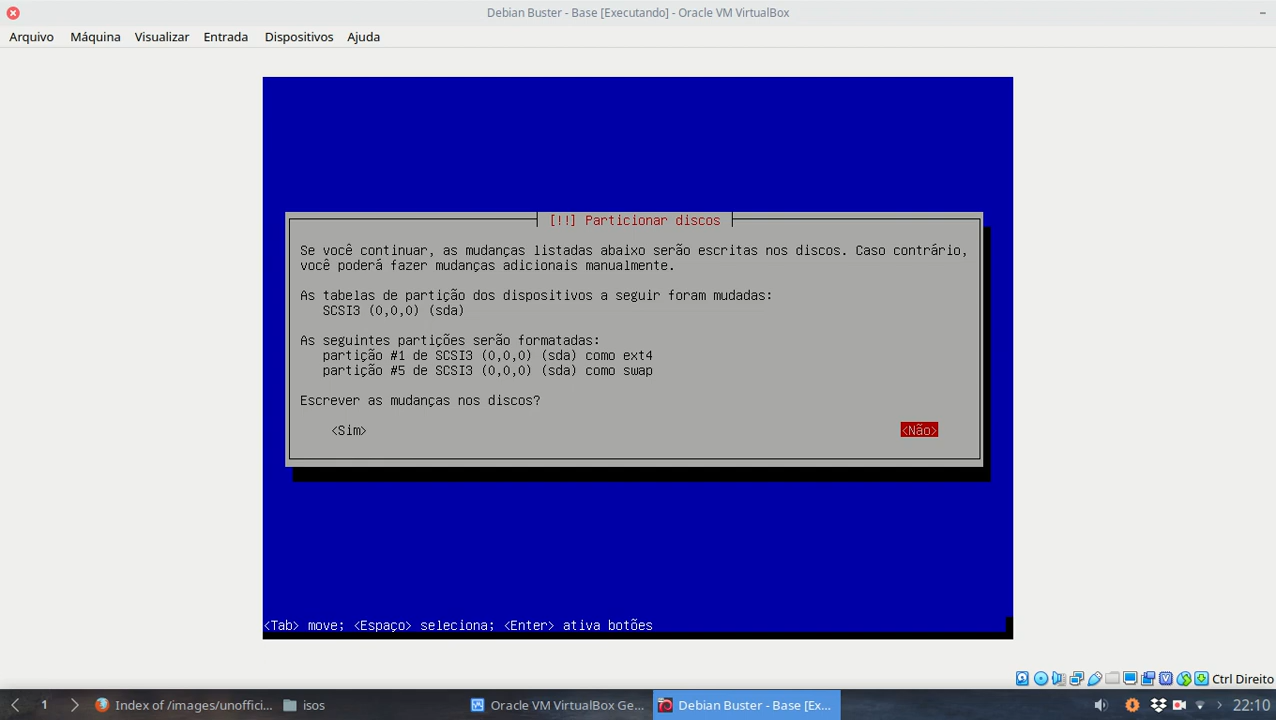 Debian Buster - Base [Executando] - Oracle VM VirtualBox
Arquivo Máquina Visualizar Entrada Dispositivos Ajuda
[!!] Particionar discos
Se você continuar, as mudanças listadas abaixo serão escritas nos discos. Caso contrário,
você poderá fazer mudanças adicionais manualmente.
As tabelas de partição dos dispositivos a seguir foram mudadas:
SCSI3 (0,0,0) (sda)
As seguintes partições serão formatadas:
partição #1 de SCSI3 (0,0,0) (sda) como ext4
partição #5 de SCSI3 (0,0,0) (sda) como swap
Escrever as mudanças nos discos?
<Sim> <Não>
<Tab> move; <Espaço> seleciona; <Enter> ativa botões
Ctrl Direito
1 Index of /images/unoffici... isos Oracle VM VirtualBox Ge... Debian Buster - Base [Ex... 22:10